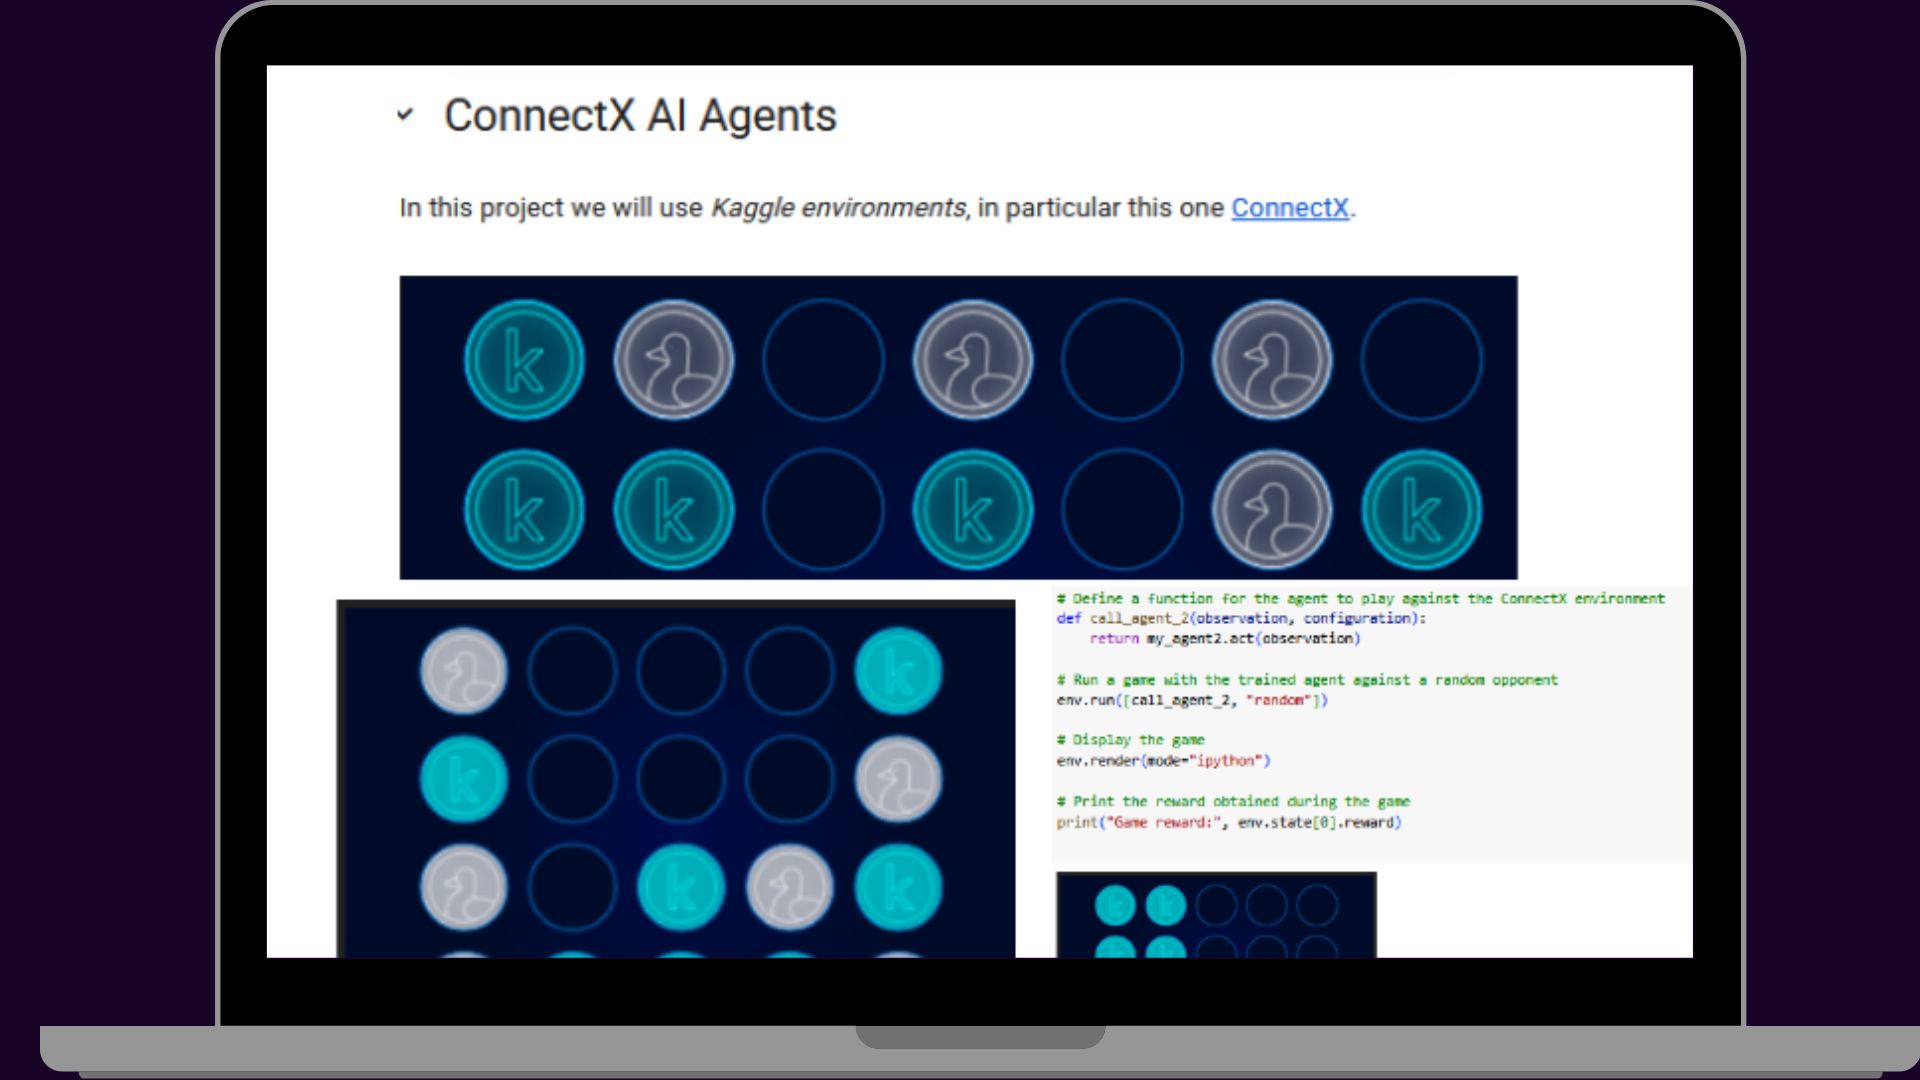 ConnectX AI Agents
In this project we will use Kaggle environments, in particular this one ConnectX.
k
k k k k
# Define a function for the agent to play against the ConnectX environment
def call_agent_2(observation, configuration):
return my_agent2.act(observation)
# Run a game with the trained agent against a random opponent
env.run([call_agent_2, "random"])
# Display the game
env.render(mode="ipython")
# Print the reward obtained during the game
print("Game reward:", env.state[0].reward)
k
k
k k
k k
k k